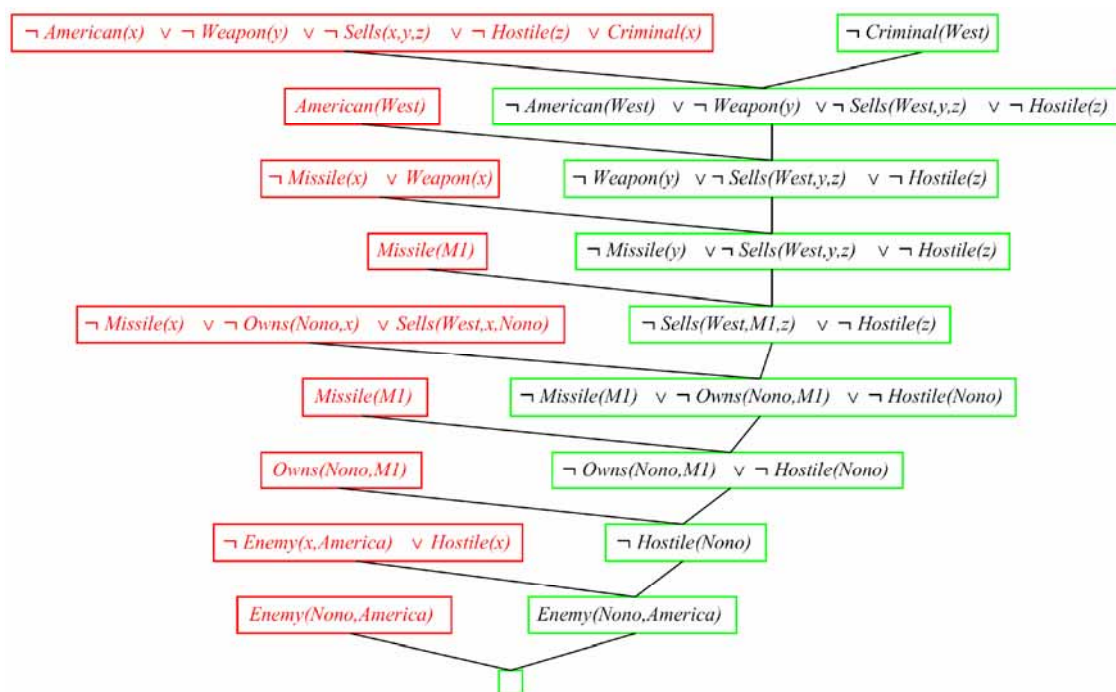 ¬ American(x) ∨ ¬ Weapon(y) ∨ ¬ Sells(x,y,z) ∨ ¬ Hostile(z) ∨ Criminal(x)
¬ Criminal(West)
American(West)
¬ American(West) ∨ ¬ Weapon(y) ∨ ¬ Sells(West,y,z) ∨ ¬ Hostile(z)
¬ Missile(x) ∨ Weapon(x)
¬ Weapon(y) ∨ ¬ Sells(West,y,z) ∨ ¬ Hostile(z)
Missile(M1)
¬ Missile(y) ∨ ¬ Sells(West,y,z) ∨ ¬ Hostile(z)
¬ Missile(x) ∨ ¬ Owns(Nono,x) ∨ Sells(West,x,Nono)
¬ Sells(West,M1,z) ∨ ¬ Hostile(z)
Missile(M1)
¬ Missile(M1) ∨ ¬ Owns(Nono,M1) ∨ ¬ Hostile(Nono)
Owns(Nono,M1)
¬ Owns(Nono,M1) ∨ ¬ Hostile(Nono)
¬ Enemy(x,America) ∨ Hostile(x)
¬ Hostile(Nono)
Enemy(Nono,America)
Enemy(Nono,America)